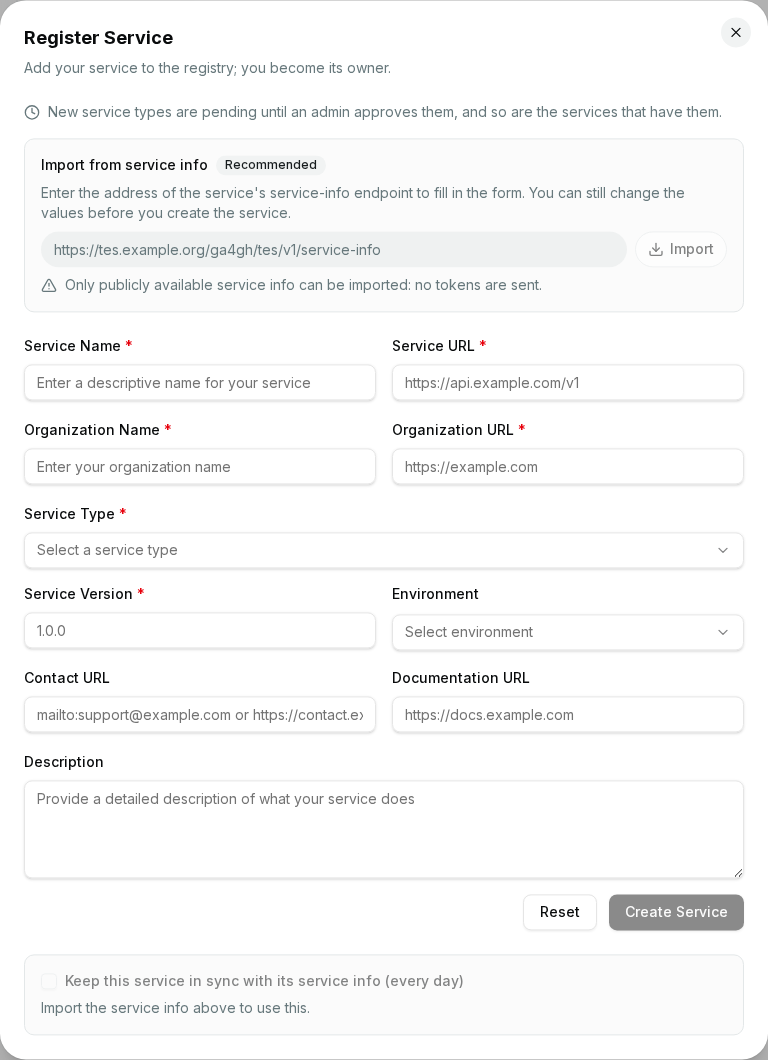 Register Service
Add your service to the registry; you become its owner.
New service types are pending until an admin approves them, and so are the services that have them.
Import from service info Recommended
Enter the address of the service's service-info endpoint to fill in the form. You can still change the
values before you create the service.
https://tes.example.org/ga4gh/tes/v1/service-info Import
Only publicly available service info can be imported: no tokens are sent.
Service Name * Service URL *
Enter a descriptive name for your service https://api.example.com/v1
Organization Name * Organization URL *
Enter your organization name https://example.com
Service Type *
Select a service type
Service Version * Environment
1.0.0 Select environment
Contact URL Documentation URL
mailto:support@example.com or https://contact.ex https://docs.example.com
Description
Provide a detailed description of what your service does
Reset Create Service
Keep this service in sync with its service info (every day)
Import the service info above to use this.